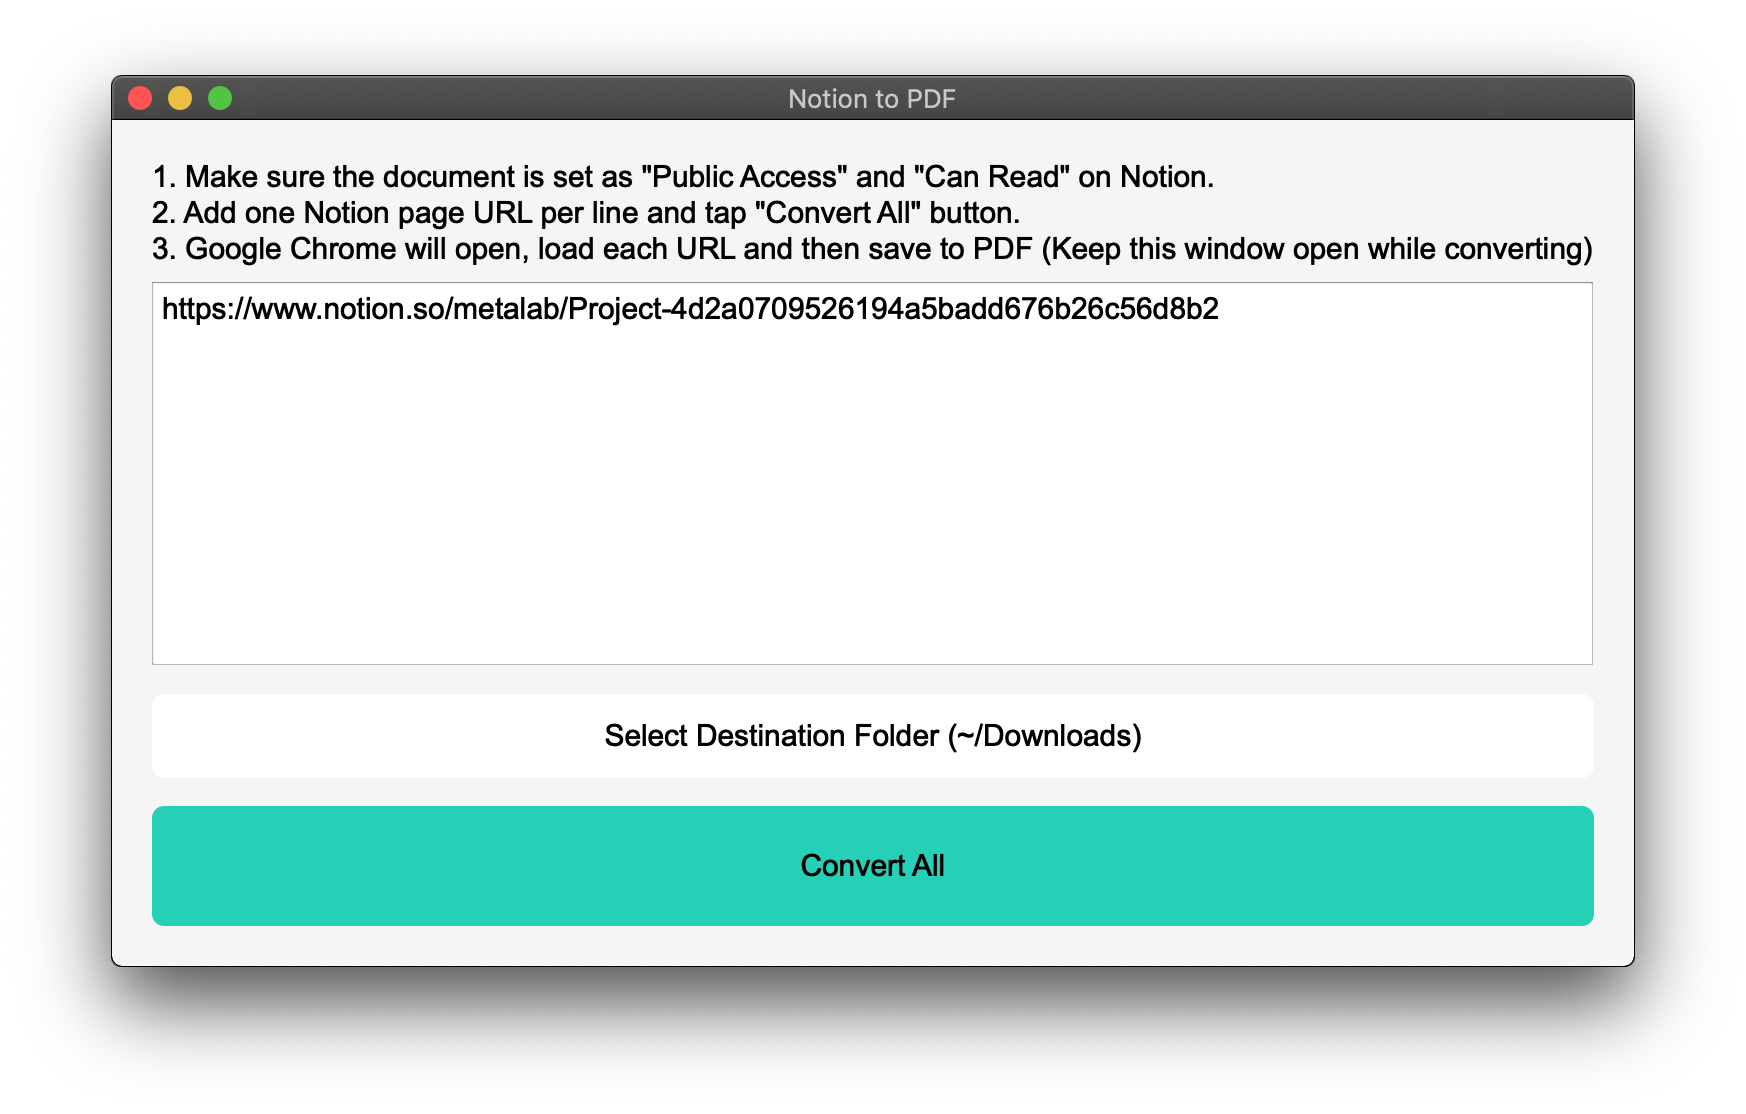 Notion to PDF
1. Make sure the document is set as "Public Access" and "Can Read" on Notion.
2. Add one Notion page URL per line and tap "Convert All" button.
3. Google Chrome will open, load each URL and then save to PDF (Keep this window open while converting)
https://www.notion.so/metalab/Project-4d2a0709526194a5badd676b26c56d8b2
Select Destination Folder (~/Downloads)
Convert All